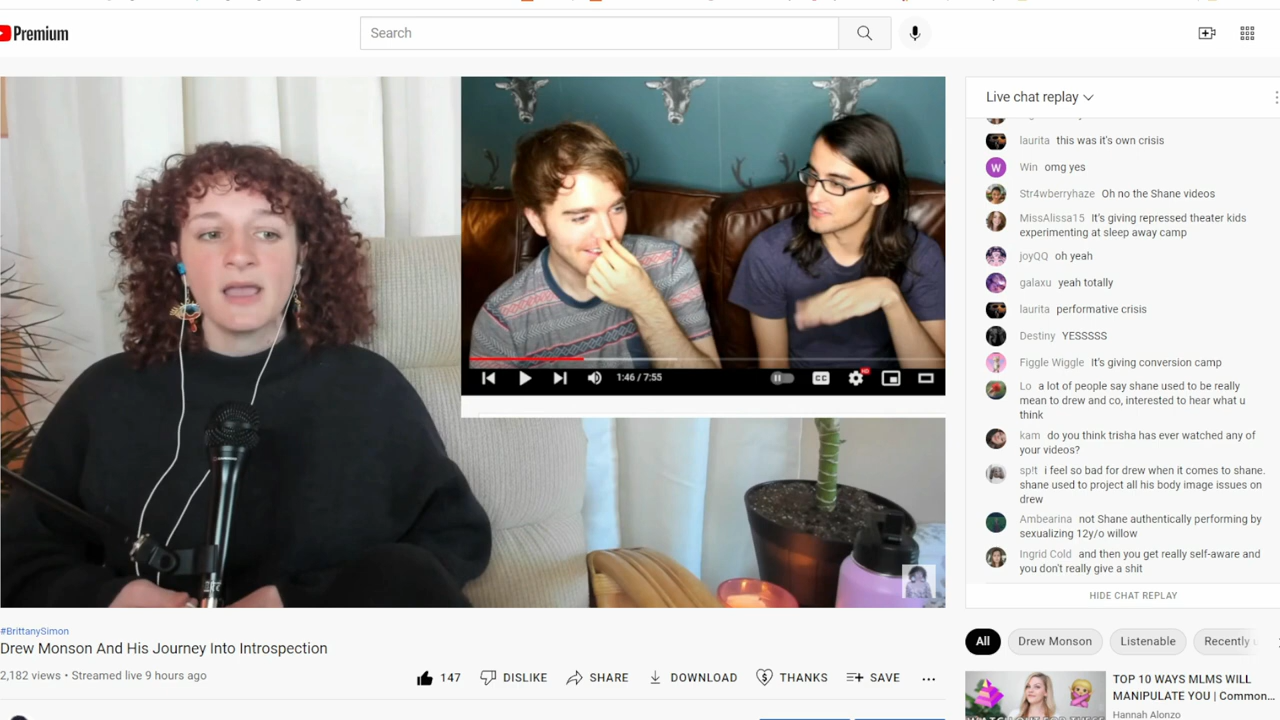 Premium
Search
Live chat replay
laurita this was it's own crisis
Win omg yes
Str4wberryhaze Oh no the Shane videos
MissAlissa15 It's giving repressed theater kids
experimenting at sleep away camp
joyQQ oh yeah
galaxu yeah totally
laurita performative crisis
Destiny YESSSSS
Figgle Wiggle It's giving conversion camp
Lo a lot of people say shane used to be really
mean to drew and co, interested to hear what u
think
kam do you think trisha has ever watched any of
your videos?
sp!t i feel so bad for drew when it comes to shane.
shane used to project all his body image issues on
drew
Ambearina not Shane authentically performing by
sexualizing 12y/o willow
Ingrid Cold and then you get really self-aware and
you don't really give a shit
HIDE CHAT REPLAY
W
1:46 / 7:55
CC
HD
#BrittanySimon
Drew Monson And His Journey Into Introspection
2,182 views • Streamed live 9 hours ago
147
DISLIKE
SHARE
DOWNLOAD
THANKS
SAVE
All
Drew Monson
Listenable
Recently
TOP 10 WAYS MLMS WILL
MANIPULATE YOU | Common...
Hannah Alonzo